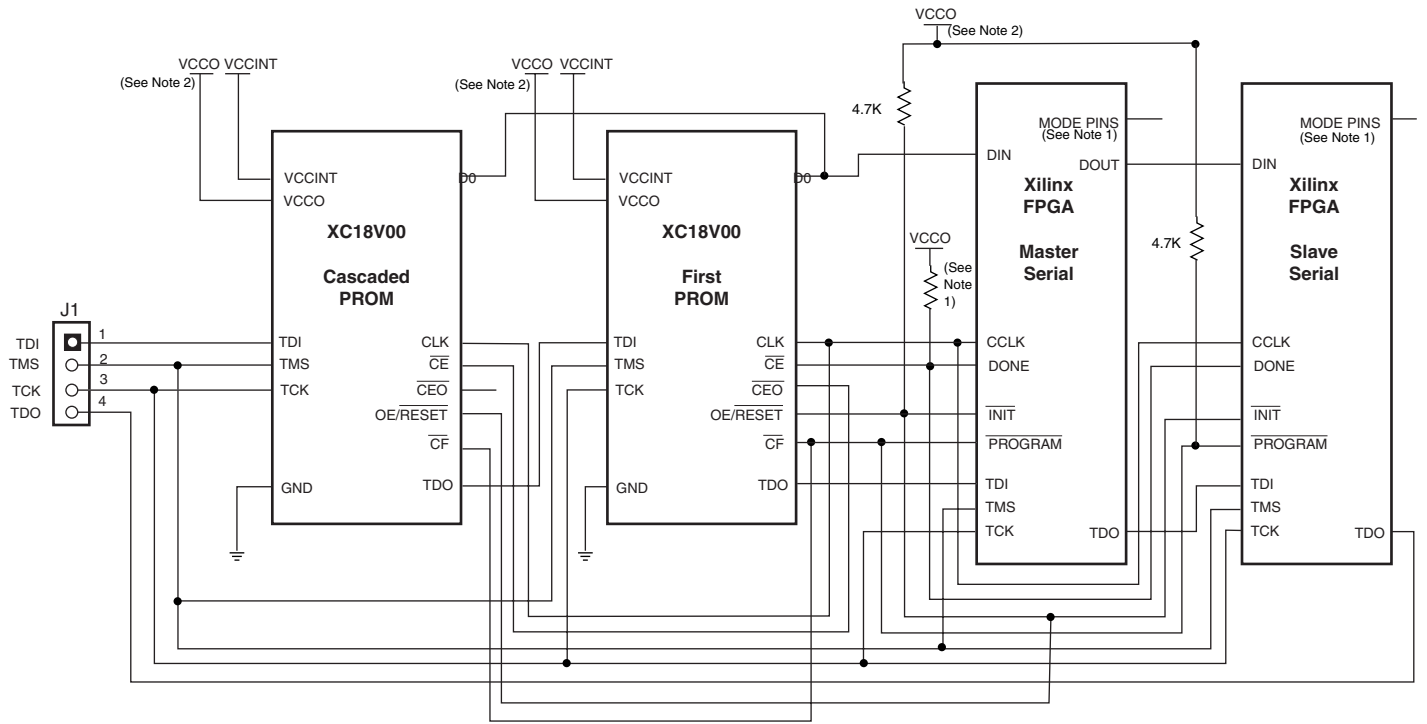 VCCO
(See Note 2)
VCCO VCCINT
(See Note 2)
VCCO VCCINT
(See Note 2)
4.7K
MODE PINS
(See Note 1)
MODE PINS
(See Note 1)
VCCINT
VCCO
D0
XC18V00
Cascaded
PROM
TDI
TMS
TCK
GND
CLK
CE
CEO
OE/RESET
CF
TDO
VCCINT
VCCO
D0
XC18V00
First
PROM
TDI
TMS
TCK
GND
CLK
CE
CEO
OE/RESET
CF
TDO
VCCO
(See
Note
1)
DIN
DOUT
Xilinx
FPGA
Master
Serial
CCLK
DONE
INIT
PROGRAM
TDI
TMS
TCK
TDO
4.7K
DIN
Xilinx
FPGA
Slave
Serial
CCLK
DONE
INIT
PROGRAM
TDI
TMS
TCK
TDO
J1
TDI 1
TMS 2
TCK 3
TDO 4